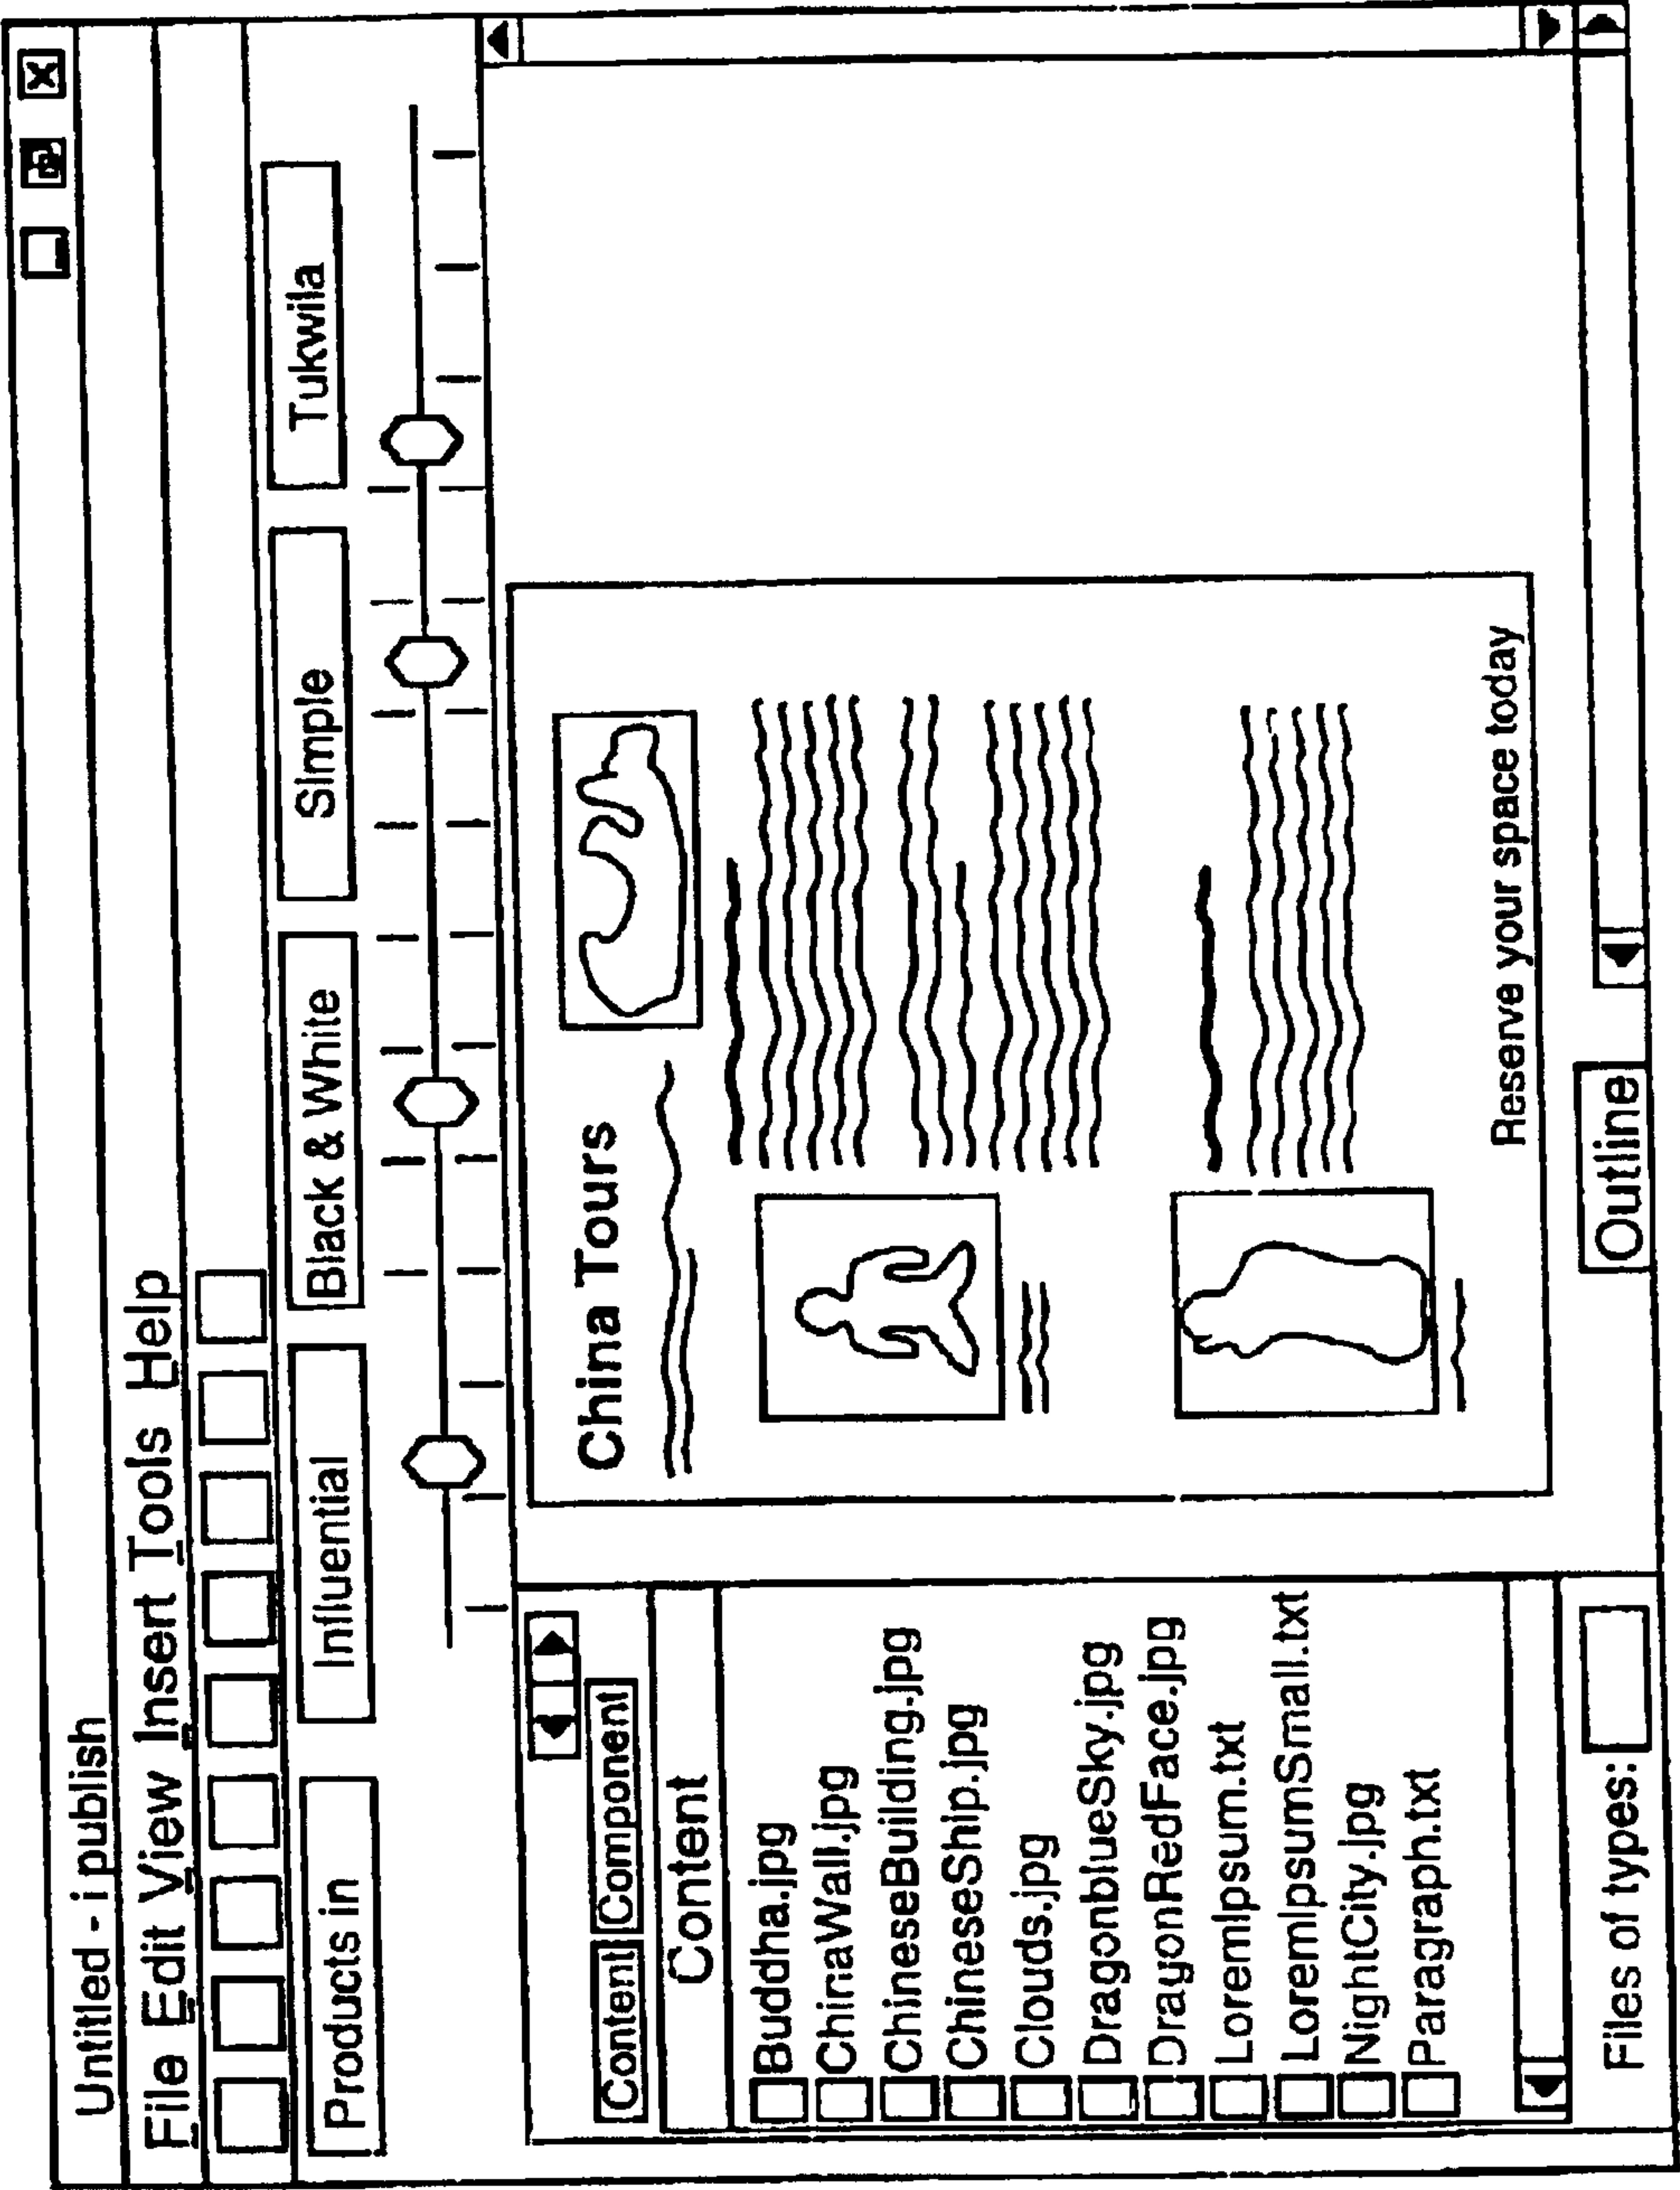 Untitled - i publish
File Edit View Insert Tools Help
Products in
Influential
Black & White
Simple
Tukwila
Content
Component
Content
Buddha.jpg
ChinaWall.jpg
ChineseBuilding.jpg
ChineseShip.jpg
Clouds.jpg
DragonblueSky.jpg
DrayonRedFace.jpg
LoremIpsum.txt
LoremIpsumSmall.txt
NightCity.jpg
Paragraph.txt
Files of types:
China Tours
Reserve your space today
Outline